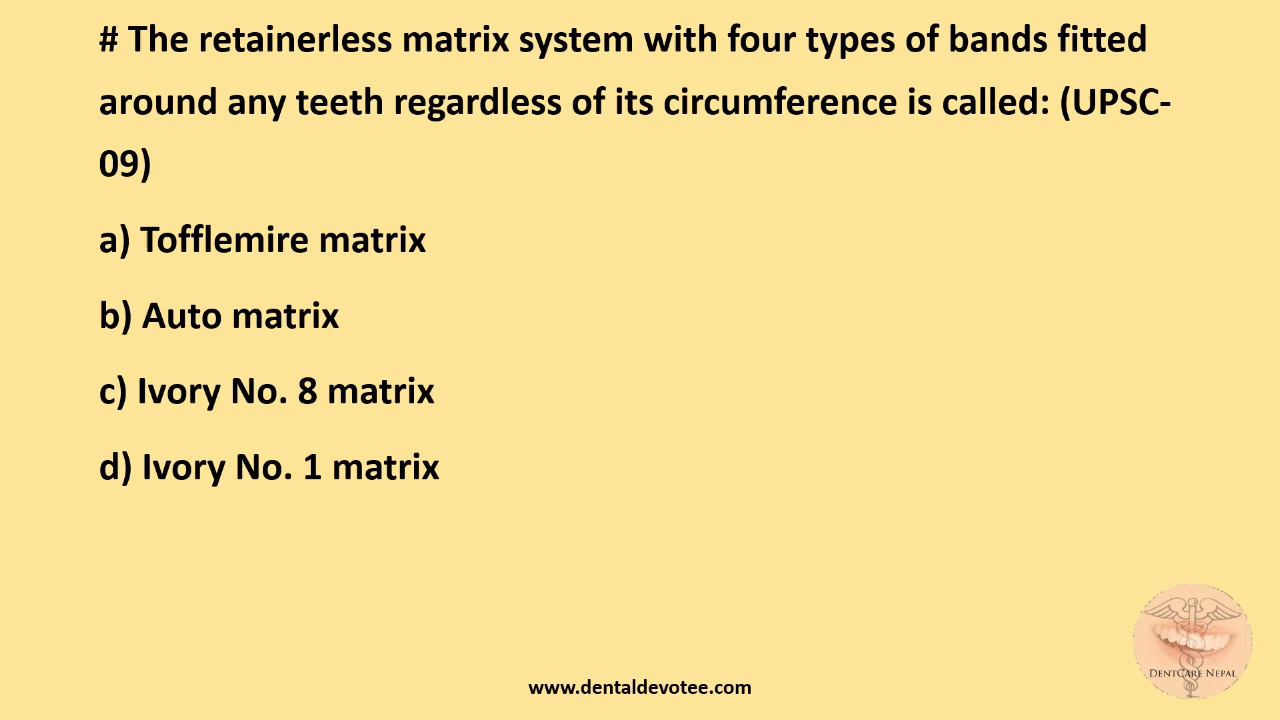 # The retainerless matrix system with four types of bands fitted
around any teeth regardless of its circumference is called: (UPSC-
09)
a) Tofflemire matrix
b) Auto matrix
c) Ivory No. 8 matrix
d) Ivory No. 1 matrix
DENTCARE NEPAL
www.dentaldevotee.com